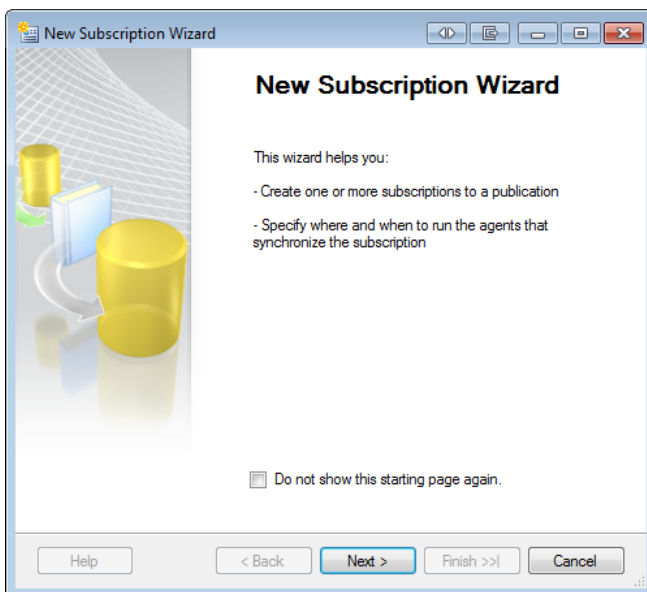 New Subscription Wizard
New Subscription Wizard
This wizard helps you:
- Create one or more subscriptions to a publication
- Specify where and when to run the agents that
synchronize the subscription
Do not show this starting page again.
Help
< Back
Next >
Finish >>|
Cancel